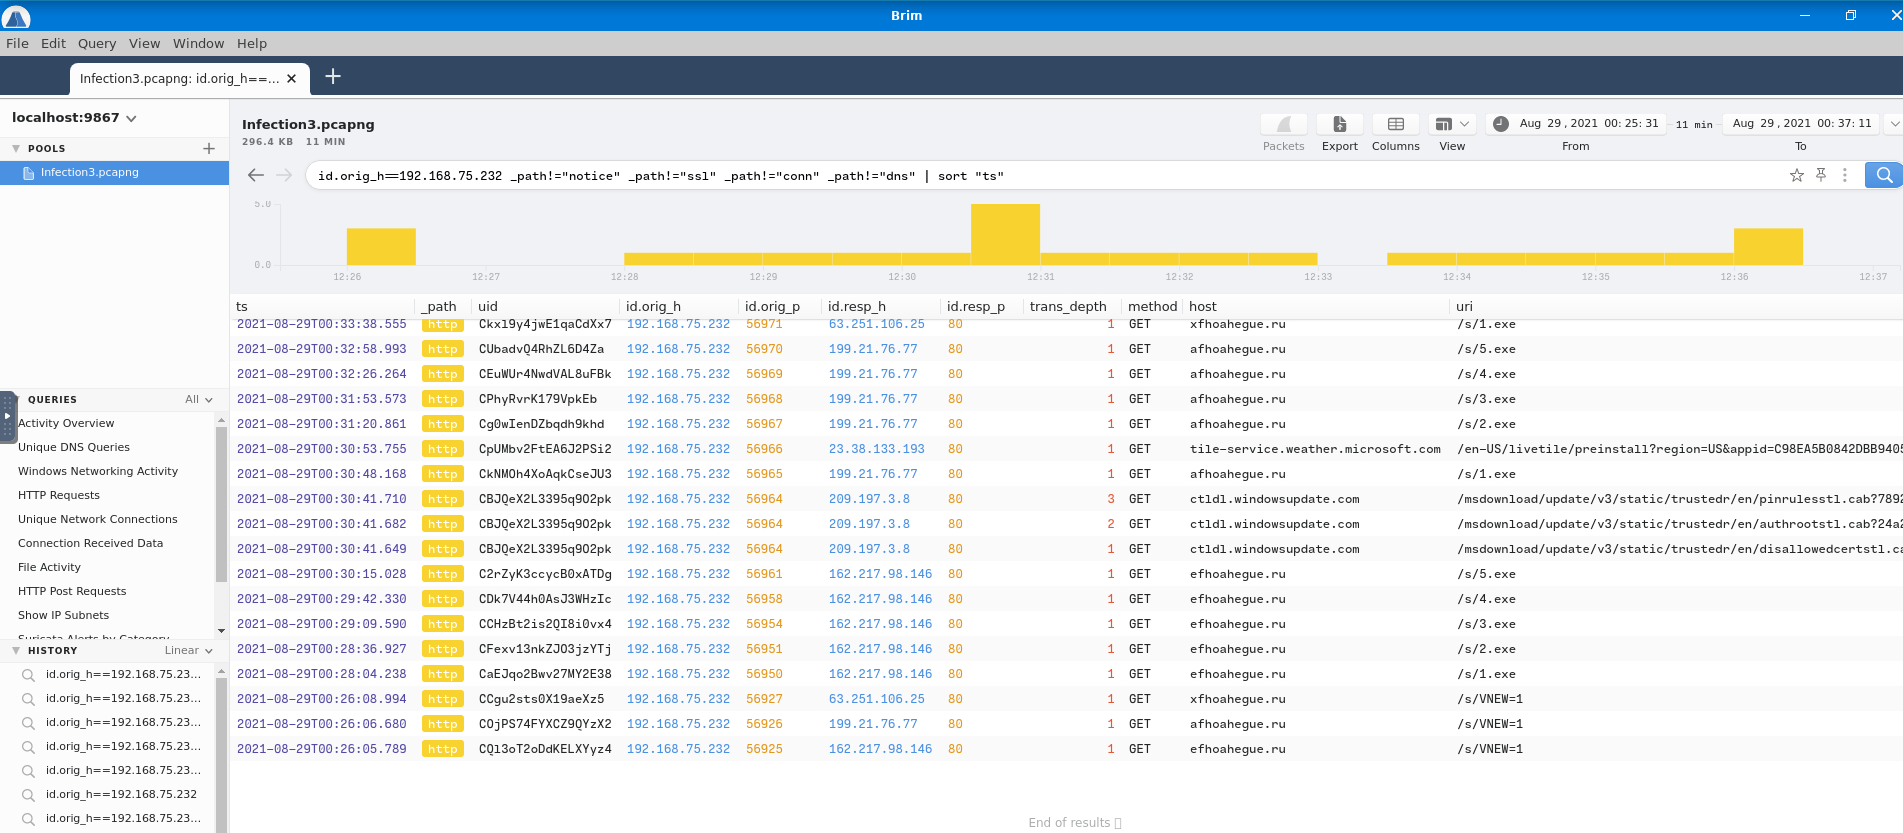 Brim
File Edit Query View Window Help
Infection3.pcapng: id.orig_h==...
localhost:9867
POOLS
Infection3.pcapng
QUERIES All
Activity Overview
Unique DNS Queries
Windows Networking Activity
HTTP Requests
Unique Network Connections
Connection Received Data
File Activity
HTTP Post Requests
Show IP Subnets
Suricata Alerts by Category
HISTORY Linear
id.orig_h==192.168.75.23...
id.orig_h==192.168.75.23...
id.orig_h==192.168.75.23...
id.orig_h==192.168.75.23...
id.orig_h==192.168.75.23...
id.orig_h==192.168.75.232
id.orig_h==192.168.75.23...
Infection3.pcapng
296.4 KB 11 MIN
Packets Export Columns View
Aug 29, 2021 00:25:31 11 min Aug 29, 2021 00:37:11
From To
id.orig_h==192.168.75.232 _path!="notice" _path!="ssl" _path!="conn" _path!="dns" | sort "ts"
5.0
0.0
12:26 12:27 12:28 12:29 12:30 12:31 12:32 12:33 12:34 12:35 12:36 12:37
ts _path uid id.orig_h id.orig_p id.resp_h id.resp_p trans_depth method host uri
2021-08-29T00:33:38.555 http Ckxl9y4jwE1qaCdXx7 192.168.75.232 56971 63.251.106.25 80 1 GET xfhoahegue.ru /s/1.exe
2021-08-29T00:32:58.993 http CUbadvQ4RhZL6D4Za 192.168.75.232 56970 199.21.76.77 80 1 GET afhoahegue.ru /s/5.exe
2021-08-29T00:32:26.264 http CEuWUr4NwdVAL8uFBk 192.168.75.232 56969 199.21.76.77 80 1 GET afhoahegue.ru /s/4.exe
2021-08-29T00:31:53.573 http CPhyRvrK179VpkEb 192.168.75.232 56968 199.21.76.77 80 1 GET afhoahegue.ru /s/3.exe
2021-08-29T00:31:20.861 http Cg0wIenDZbqdh9khd 192.168.75.232 56967 199.21.76.77 80 1 GET afhoahegue.ru /s/2.exe
2021-08-29T00:30:53.755 http CpUMbv2FtEA6J2PSi2 192.168.75.232 56966 23.38.133.193 80 1 GET tile-service.weather.microsoft.com /en-US/livetile/preinstall?region=US&appid=C98EA5B0842DBB9405
2021-08-29T00:30:48.168 http CkNMOh4XoAqkCseJU3 192.168.75.232 56965 199.21.76.77 80 1 GET afhoahegue.ru /s/1.exe
2021-08-29T00:30:41.710 http CBJQeX2L3395q9O2pk 192.168.75.232 56964 209.197.3.8 80 3 GET ctldl.windowsupdate.com /msdownload/update/v3/static/trustedr/en/pinrulesstl.cab?7892
2021-08-29T00:30:41.682 http CBJQeX2L3395q9O2pk 192.168.75.232 56964 209.197.3.8 80 2 GET ctldl.windowsupdate.com /msdownload/update/v3/static/trustedr/en/authrootstl.cab?24a2
2021-08-29T00:30:41.649 http CBJQeX2L3395q9O2pk 192.168.75.232 56964 209.197.3.8 80 1 GET ctldl.windowsupdate.com /msdownload/update/v3/static/trustedr/en/disallowedcertstl.ca
2021-08-29T00:30:15.028 http C2rZyK3ccycB0xATDg 192.168.75.232 56961 162.217.98.146 80 1 GET efhoahegue.ru /s/5.exe
2021-08-29T00:29:42.330 http CDk7V44h0AsJ3WHzIc 192.168.75.232 56958 162.217.98.146 80 1 GET efhoahegue.ru /s/4.exe
2021-08-29T00:29:09.590 http CCHzBt2is2QI8i0vx4 192.168.75.232 56954 162.217.98.146 80 1 GET efhoahegue.ru /s/3.exe
2021-08-29T00:28:36.927 http CFexv13nkZJO3jzYTj 192.168.75.232 56951 162.217.98.146 80 1 GET efhoahegue.ru /s/2.exe
2021-08-29T00:28:04.238 http CaEJqo2Bwv27MY2E38 192.168.75.232 56950 162.217.98.146 80 1 GET efhoahegue.ru /s/1.exe
2021-08-29T00:26:08.994 http CCgu2sts0X19aeXz5 192.168.75.232 56927 63.251.106.25 80 1 GET xfhoahegue.ru /s/VNEW=1
2021-08-29T00:26:06.680 http COjPS74FYXCZ9QYzX2 192.168.75.232 56926 199.21.76.77 80 1 GET afhoahegue.ru /s/VNEW=1
2021-08-29T00:26:05.789 http CQl3oT2oDdKELXYyz4 192.168.75.232 56925 162.217.98.146 80 1 GET efhoahegue.ru /s/VNEW=1
End of results